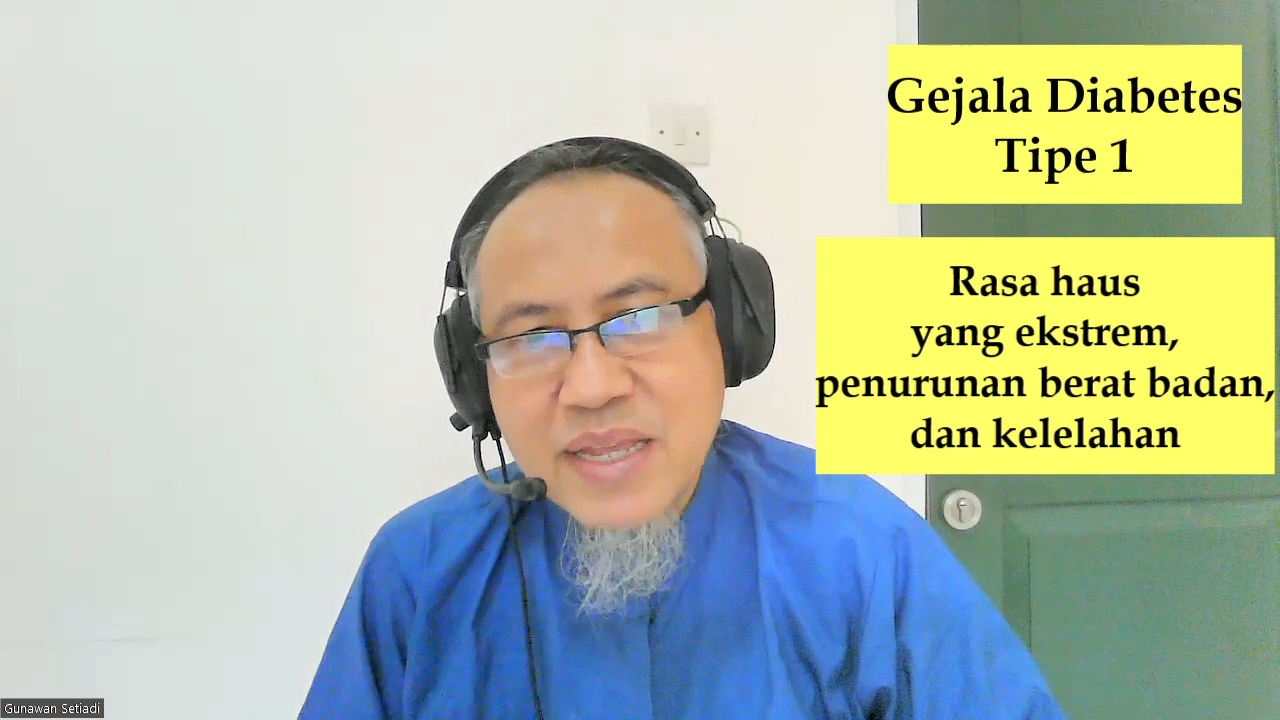 Gejala Diabetes
Tipe 1
Rasa haus
yang ekstrem,
penurunan berat badan,
dan kelelahan
Gunawan Setiadi